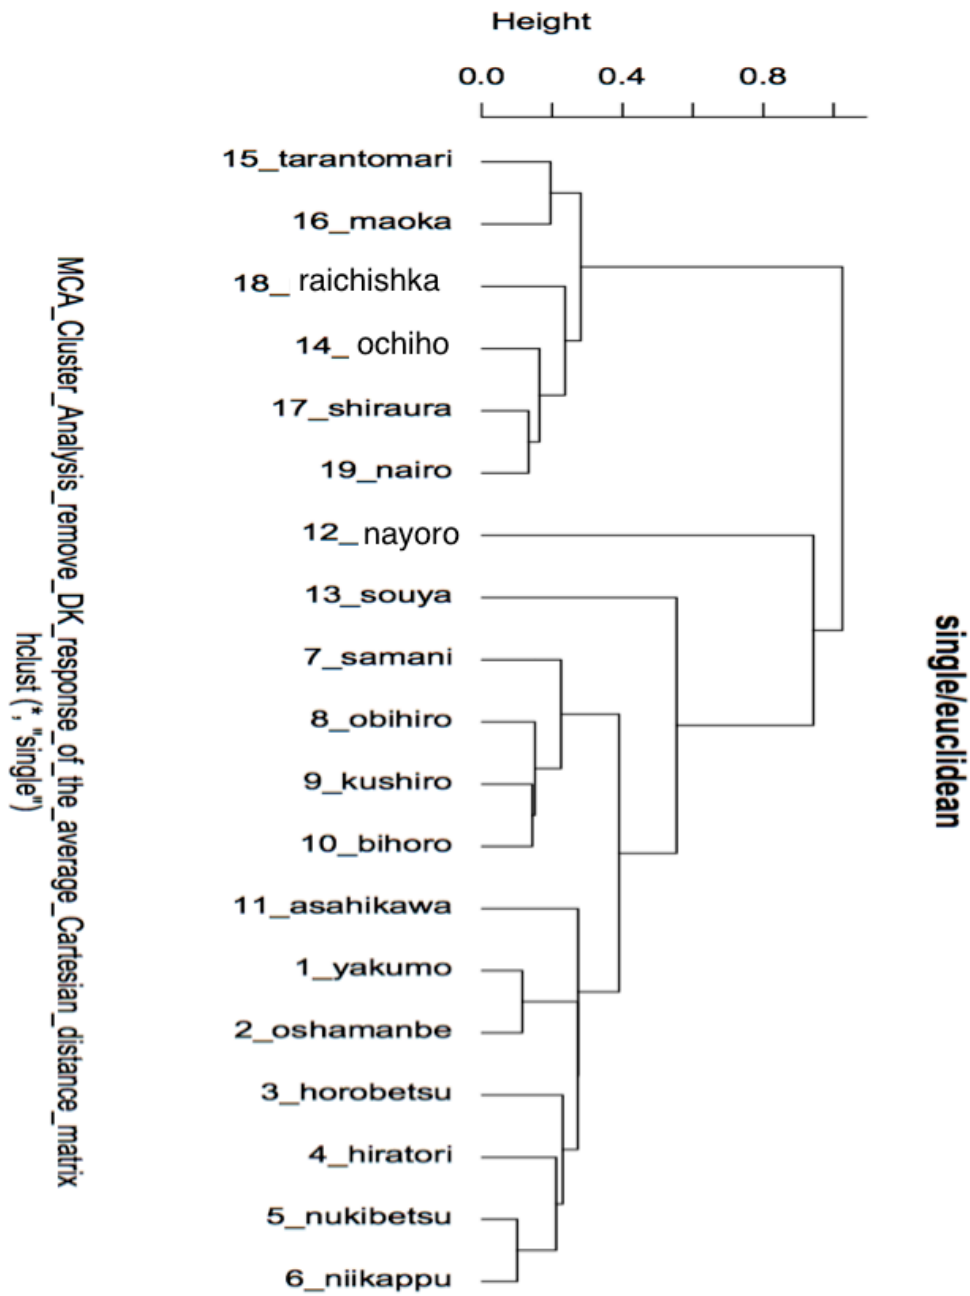 Height
0.0 0.4 0.8
15_tarantomari
16_maoka
18_ raichishka
14_ ochiho
17_shiraura
19_nairo
12_ nayoro
13_souya
7_samani
8_obihiro
9_kushiro
10_bihoro
11_asahikawa
1_yakumo
2_oshamanbe
3_horobetsu
4_hiratori
5_nukibetsu
6_niikappu
single/euclidean
MCA_Cluster_Analysis_remove_DK_response_of_the_average_Cartesian_distance_matrix
hclust (*, "single")